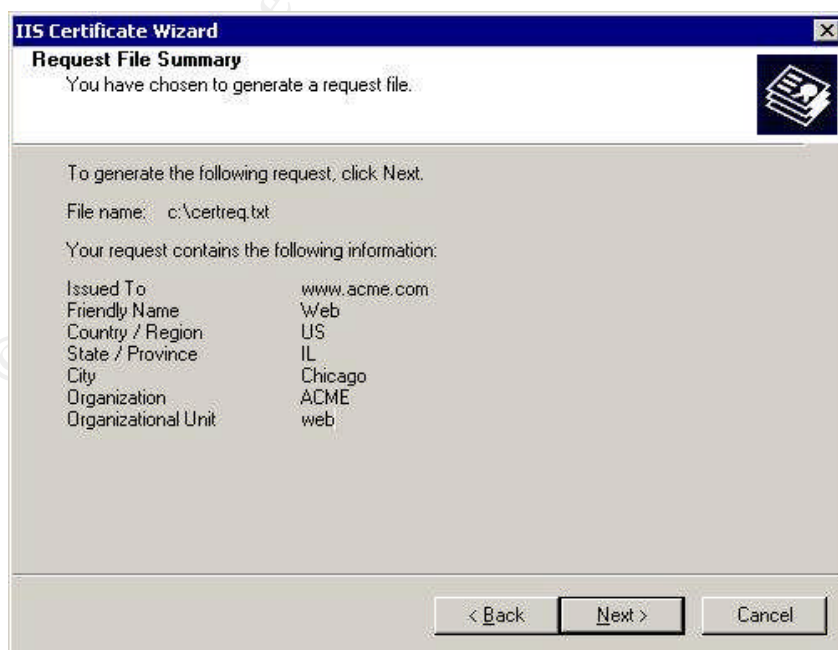 IIS Certificate Wizard
Request File Summary
You have chosen to generate a request file.
To generate the following request, click Next.
File name: c:\certreq.txt
Your request contains the following information:
Issued To www.acme.com
Friendly Name Web
Country / Region US
State / Province IL
City Chicago
Organization ACME
Organizational Unit web
< Back Next > Cancel